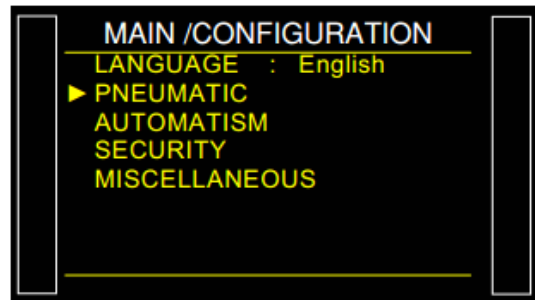 MAIN /CONFIGURATION
LANGUAGE : English
PNEUMATIC
AUTOMATISM
SECURITY
MISCELLANEOUS